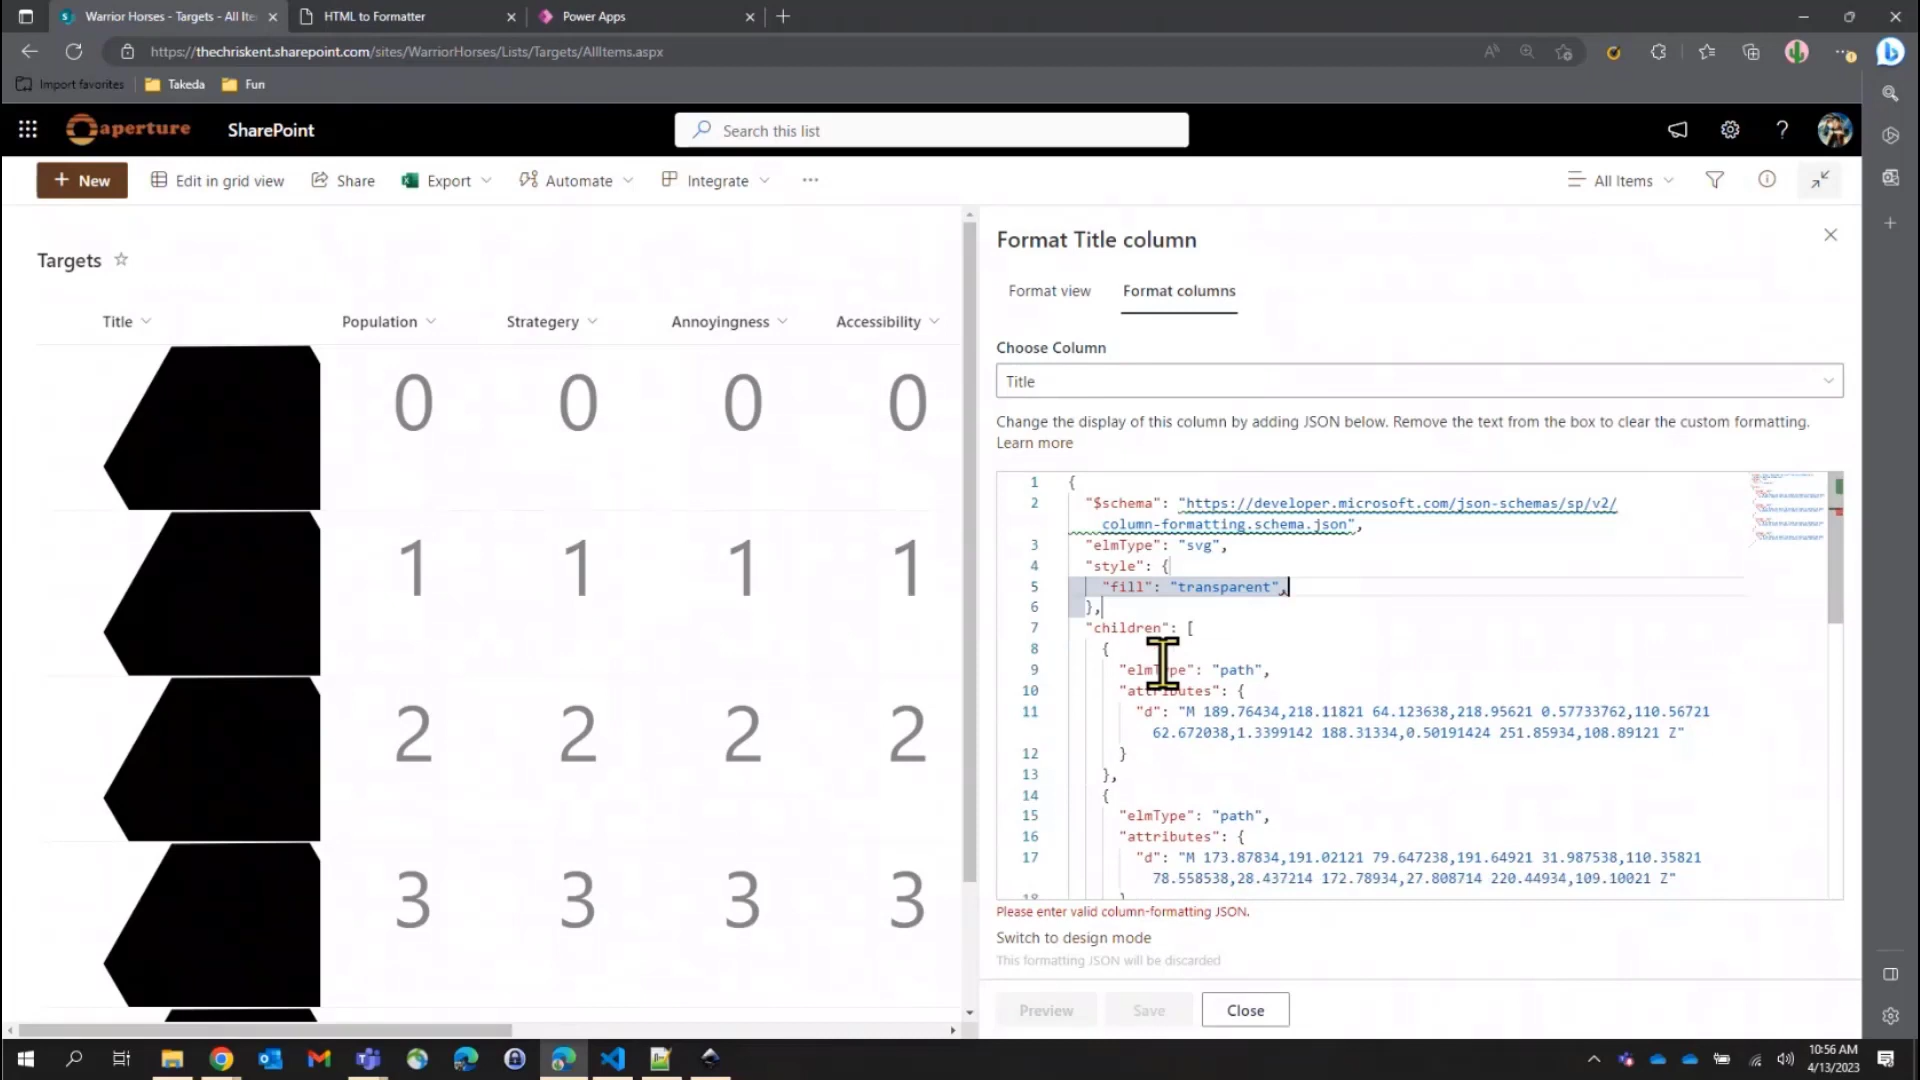 Warrior Horses - Targets - All Ite
HTML to Formatter
Power Apps
https://thechriskent.sharepoint.com/sites/WarriorHorses/Lists/Targets/AllItems.aspx
Import favorites
Takeda
Fun
aperture
SharePoint
Search this list
New
Edit in grid view
Share
Export
Automate
Integrate
All Items
Targets
Title
Population
Strategery
Annoyingness
Accessibility
0 0 0 0
1 1 1 1
2 2 2 2
3 3 3 3
Format Title column
Format view
Format columns
Choose Column
Title
Change the display of this column by adding JSON below. Remove the text from the box to clear the custom formatting.
Learn more
1 {
2 "$schema": "https://developer.microsoft.com/json-schemas/sp/v2/
column-formatting.schema.json",
3 "elmType": "svg",
4 "style": {
5 "fill": "transparent",
6 },
7 "children": [
8 {
9 "elmType": "path",
10 "attributes": {
11 "d": "M 189.76434,218.11821 64.123638,218.95621 0.57733762,110.56721
62.672038,1.3399142 188.31334,0.50191424 251.85934,108.89121 Z"
12 }
13 },
14 {
15 "elmType": "path",
16 "attributes": {
17 "d": "M 173.87834,191.02121 79.647238,191.64921 31.987538,110.35821
78.558538,28.437214 172.78934,27.808714 220.44934,109.10021 Z"
18 }
Please enter valid column-formatting JSON.
Switch to design mode
This formatting JSON will be discarded
Preview
Save
Close
10:56 AM
4/13/2023